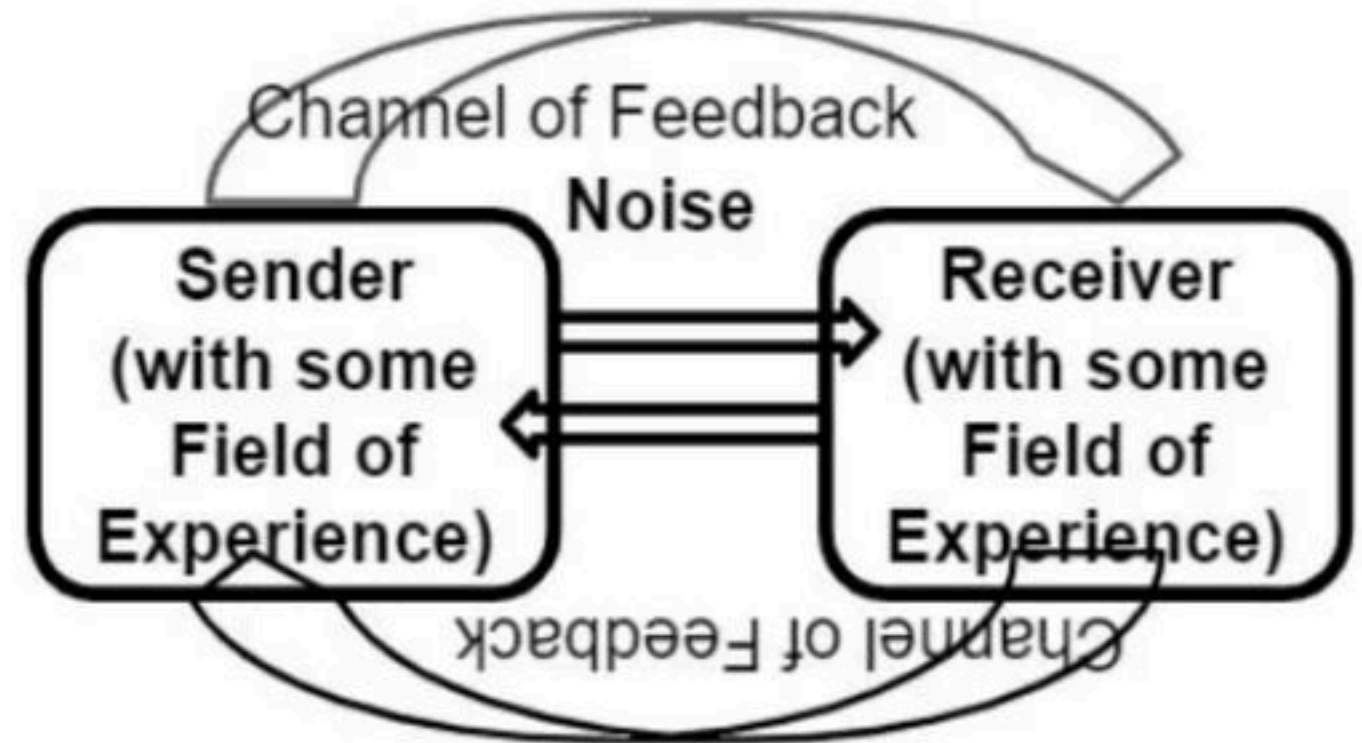 Channel of Feedback
Noise
Sender
(with some
Field of
Experience)
Receiver
(with some
Field of
Experience)
Channel of Feedback